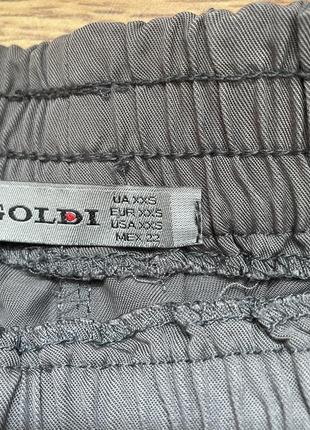 GOLDI
UA XXS
EUR XXS
USA XXS
MEX 22